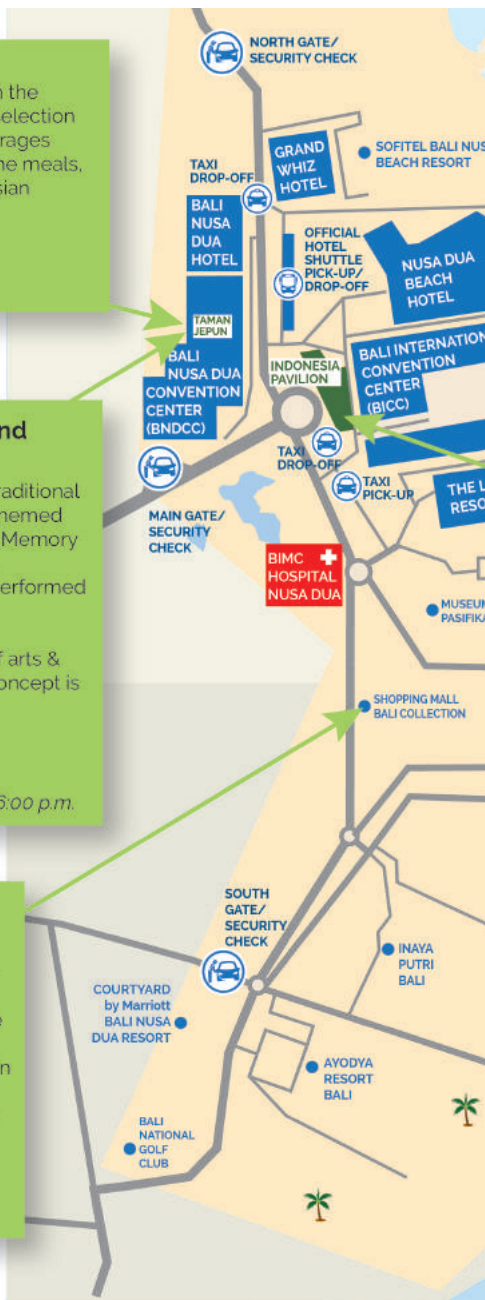 NORTH GATE/
SECURITY CHECK
the
election
rages
meals,
sian
TAXI
DROP-OFF
GRAND
WHIZ
HOTEL
SOFITEL BALI
BEACH RESORT
BALI
NUSA
DUA
HOTEL
OFFICIAL
HOTEL
SHUTTLE
PICK-UP/
DROP-OFF
NUSA DUA
BEACH
HOTEL
TAMAN
JEPUN
BALI
NUSA DUA
CONVENTION
CENTER
(BNDCC)
INDONESIA
PAVILION
BALI INTERNATION
CONVENTION
CENTER
(BICC)
TAXI
DROP-OFF
TAXI
PICK-UP
THE L
RESO
MAIN GATE/
SECURITY
CHECK
nd
raditional
hemed
Memory
erformed
f arts &
oncept is
6:00 p.m.
BIMC
HOSPITAL
NUSA DUA
MUSEUM
PASIFIKA
SHOPPING MALL
BALI COLLECTION
SOUTH
GATE/
SECURITY
CHECK
COURTYARD
by Marriott
BALI NUSA
DUA RESORT
INAYA
PUTRI
BALI
AYODYA
RESORT
BALI
BALI
NATIONAL
GOLF
CLUB